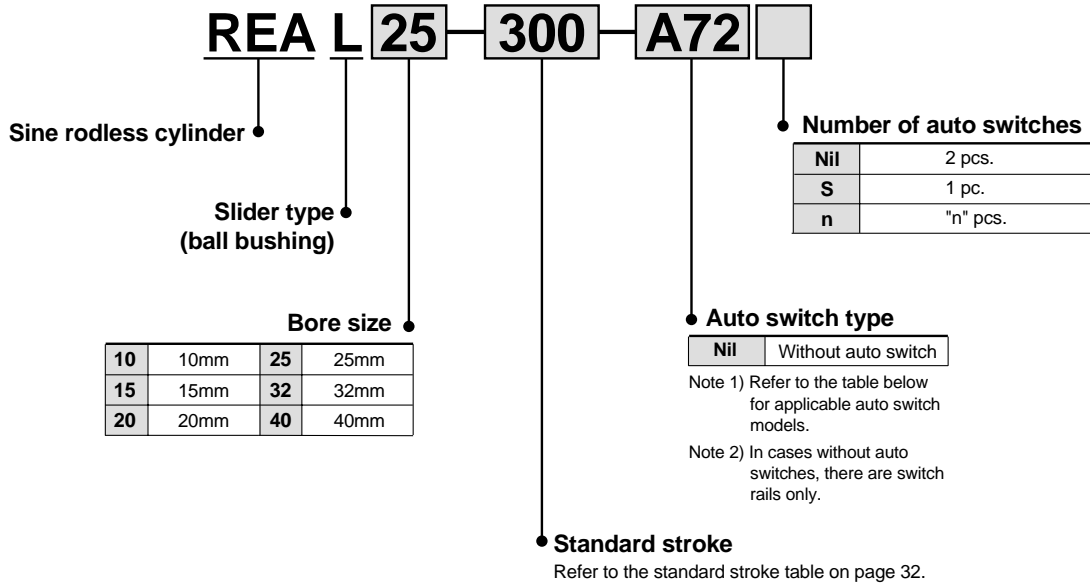 REA L 25 300 A72
Sine rodless cylinder
Number of auto switches
Nil 2 pcs.
S 1 pc.
n "n" pcs.
Slider type
(ball bushing)
Bore size
10 10mm 25 25mm
15 15mm 32 32mm
20 20mm 40 40mm
Auto switch type
Nil Without auto switch
Note 1) Refer to the table below
for applicable auto switch
models.
Note 2) In cases without auto
switches, there are switch
rails only.
Standard stroke
Refer to the standard stroke table on page 32.